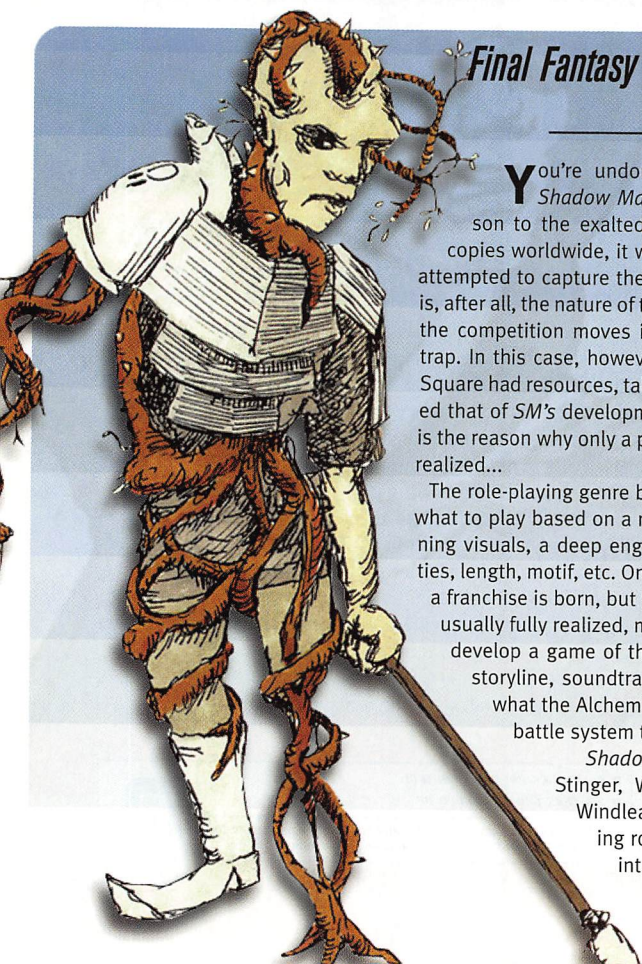 Final Fantasy
You're undo
Shadow Ma
son to the exalted
copies worldwide, it w
attempted to capture the
is, after all, the nature of t
the competition moves i
trap. In this case, howev
Square had resources, ta
ed that of SM's developn
is the reason why only a p
realized...
The role-playing genre b
what to play based on a r
ning visuals, a deep eng
ties, length, motif, etc. On
a franchise is born, but
usually fully realized, n
develop a game of th
storyline, soundtra
what the Alchem
battle system t
Shado
Stinger, W
Windlea
ing ro
int